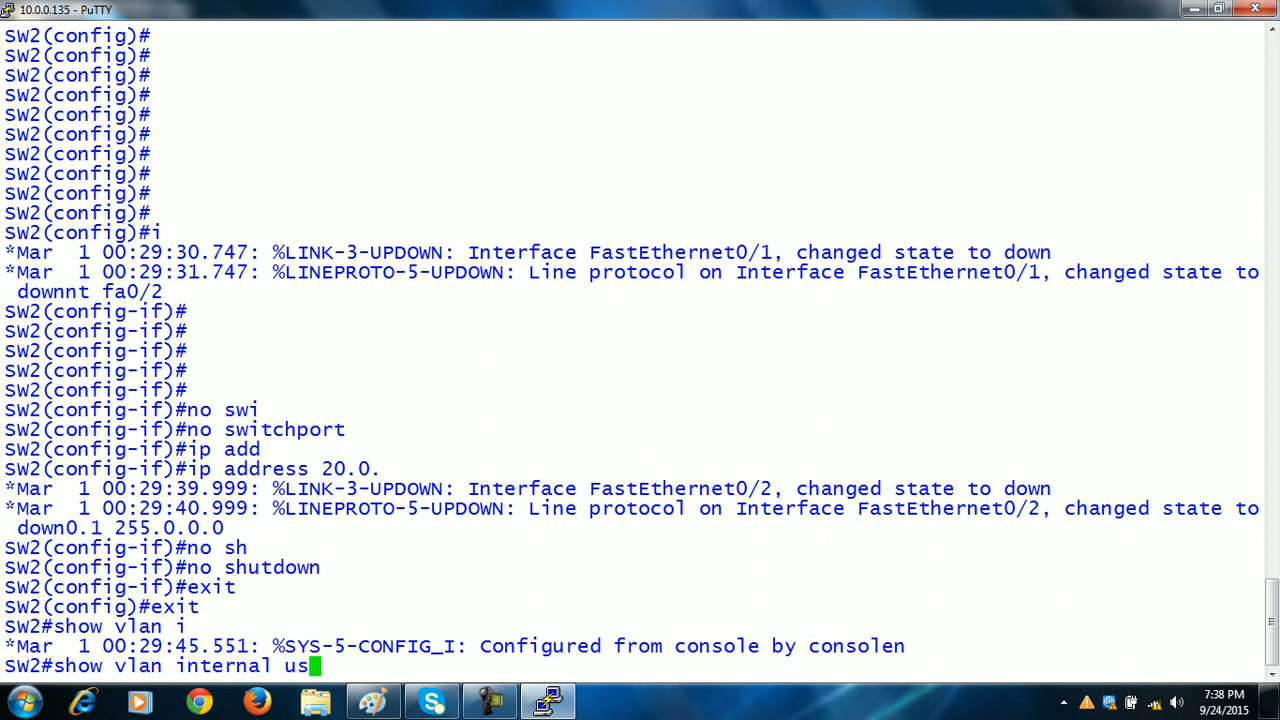 10.0.0.135 - PuTTY
SW2(config)#
SW2(config)#
SW2(config)#
SW2(config)#
SW2(config)#
SW2(config)#
SW2(config)#
SW2(config)#
SW2(config)#
SW2(config)#
SW2(config)#i
*Mar  1 00:29:30.747: %LINK-3-UPDOWN: Interface FastEthernet0/1, changed state to down
*Mar  1 00:29:31.747: %LINEPROTO-5-UPDOWN: Line protocol on Interface FastEthernet0/1, changed state to
downnt fa0/2
SW2(config-if)#
SW2(config-if)#
SW2(config-if)#
SW2(config-if)#
SW2(config-if)#
SW2(config-if)#no swi
SW2(config-if)#no switchport
SW2(config-if)#ip add
SW2(config-if)#ip address 20.0.
*Mar  1 00:29:39.999: %LINK-3-UPDOWN: Interface FastEthernet0/2, changed state to down
*Mar  1 00:29:40.999: %LINEPROTO-5-UPDOWN: Line protocol on Interface FastEthernet0/2, changed state to
down0.1 255.0.0.0
SW2(config-if)#no sh
SW2(config-if)#no shutdown
SW2(config-if)#exit
SW2(config)#exit
SW2#show vlan i
*Mar  1 00:29:45.551: %SYS-5-CONFIG_I: Configured from console by consolen
SW2#show vlan internal us
7:38 PM
9/24/2015